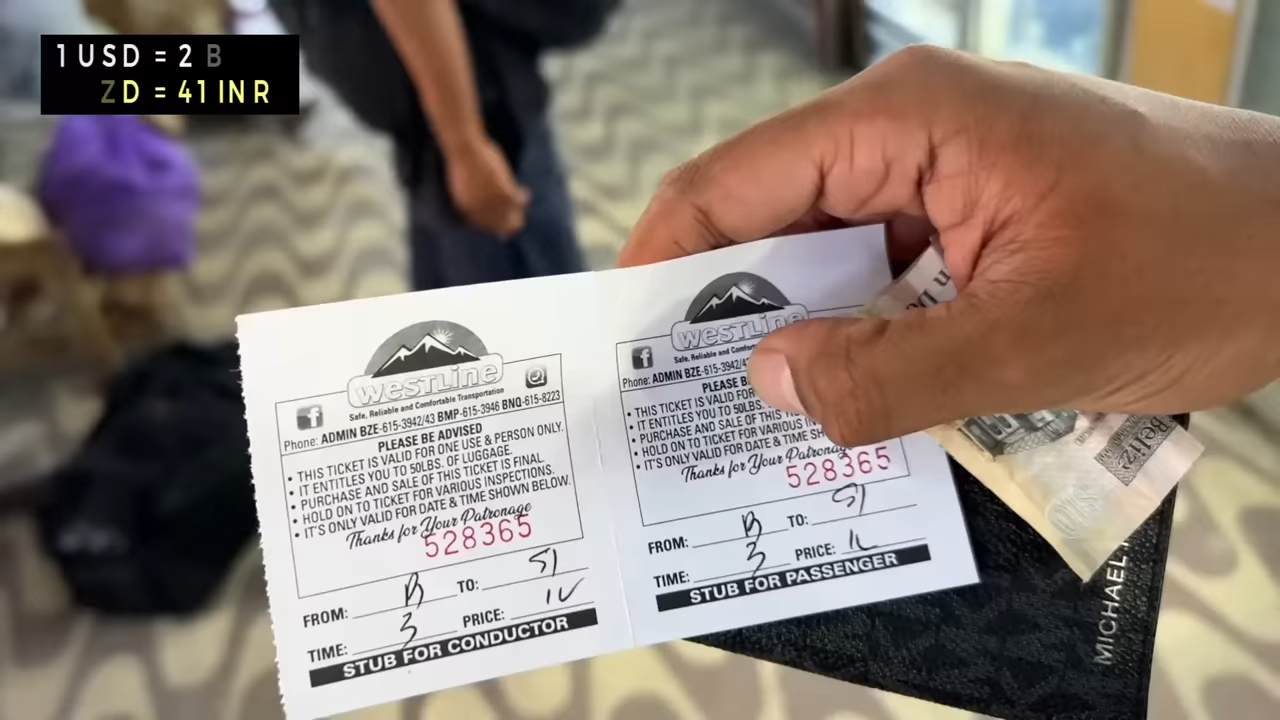 1 USD = 2 B
ZD = 41 INR
WESTLINE
Safe, Reliable and Comfortable Transportation
Phone: ADMIN BZE-615-3942/43 BMP-615-3946 BNQ-615-8223
PLEASE BE ADVISED
• THIS TICKET IS VALID FOR ONE USE & PERSON ONLY.
• IT ENTITLES YOU TO 50LBS. OF LUGGAGE.
• PURCHASE AND SALE OF THIS TICKET IS FINAL
• HOLD ON TO TICKET FOR VARIOUS INSPECTIONS.
• IT'S ONLY VALID FOR DATE & TIME SHOWN BELOW.
Thanks for Your Patronage
528365
FROM: B TO:
TIME: 3 PRICE:
STUB FOR CONDUCTOR
WESTLINE
Safe, Reliable and
Phone: ADMIN BZE-615-3942/
PLEASE
• THIS TICKET IS VALID FOR
• IT ENTITLES YOU TO 50LBS.
• PURCHASE AND SALE OF THIS
• HOLD ON TO TICKET FOR VARIOUS
• IT'S ONLY VALID FOR DATE & TIME
Thanks for Your Patronage
528365
FROM: B TO:
TIME: 3 PRICE:
STUB FOR PASSENGER
Belize
10
MICHAEL